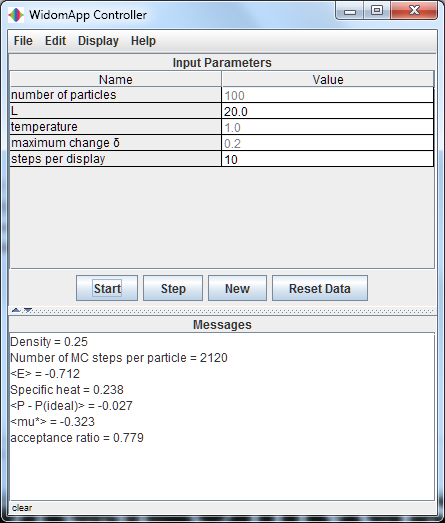 WidomApp Controller
File Edit Display Help
Input Parameters
Name Value
number of particles 100
L 20.0
temperature 1.0
maximum change δ 0.2
steps per display 10
Start Step New Reset Data
Messages
Density = 0.25
Number of MC steps per particle = 2120
<E> = -0.712
Specific heat = 0.238
<P - P(ideal)> = -0.027
<mu*> = -0.323
acceptance ratio = 0.779
clear